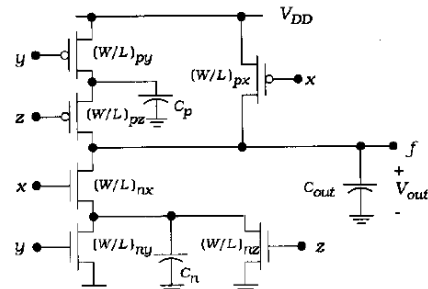 V_DD
y (W/L)_py
(W/L)_px x
C_p
z (W/L)_pz
f
x (W/L)_nx
C_out + V_out -
y (W/L)_ny (W/L)_nz z
C_n